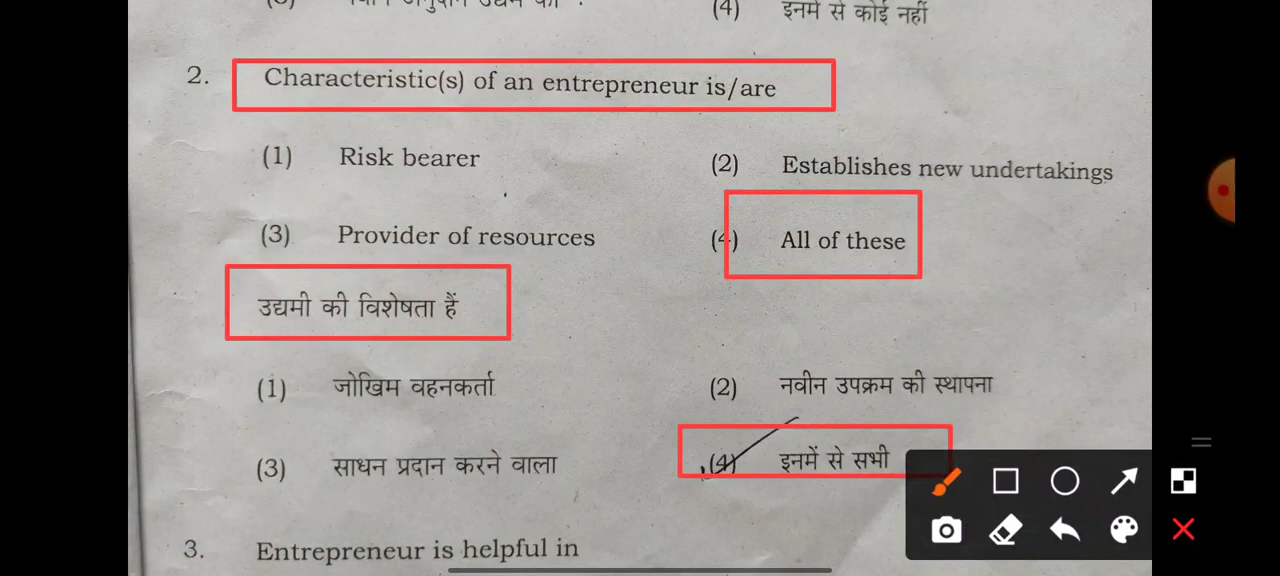 (4) इनमें से कोई नहीं
2. Characteristic(s) of an entrepreneur is/are
(1) Risk bearer (2) Establishes new undertakings
(3) Provider of resources (4) All of these
उद्यमी की विशेषता हैं
(1) जोखिम वहनकर्ता (2) नवीन उपक्रम की स्थापना
(3) साधन प्रदान करने वाला (4) इनमें से सभी
3. Entrepreneur is helpful in